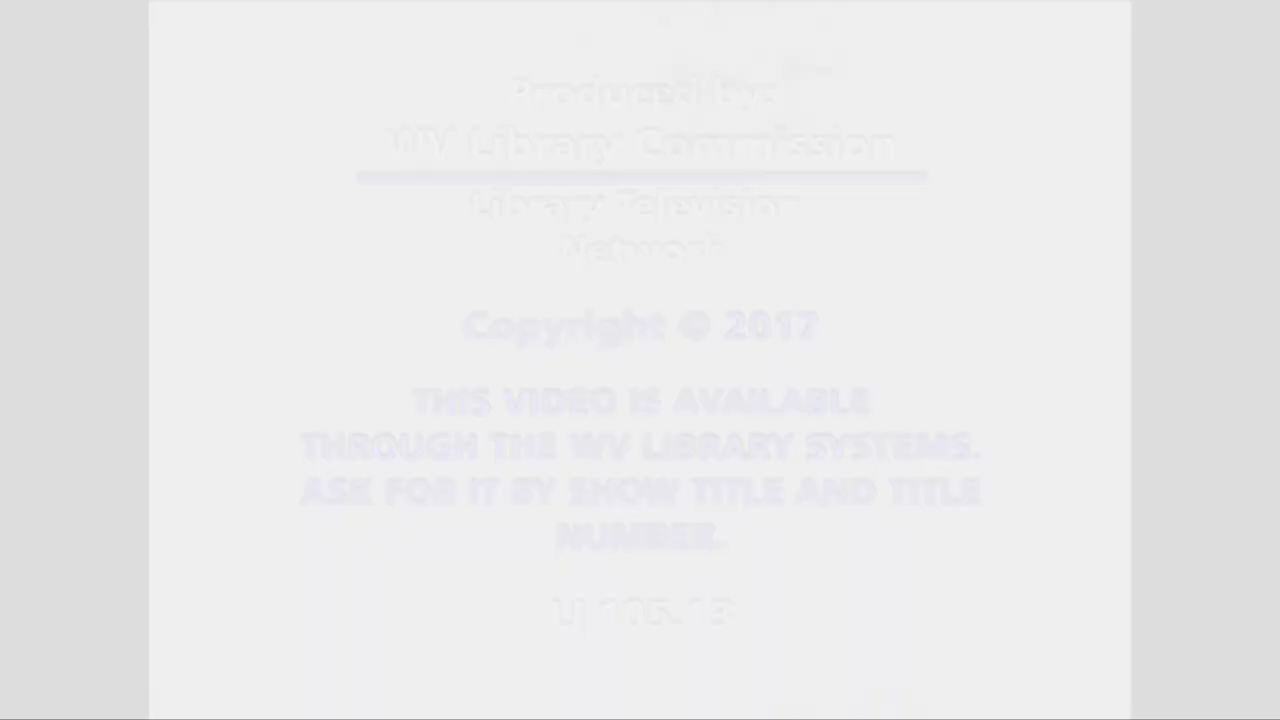 Produced by:
WV Library Commission
Library Television
Network
Copyright © 2017
THIS VIDEO IS AVAILABLE
THROUGH THE WV LIBRARY SYSTEMS.
ASK FOR IT BY SHOW TITLE AND TITLE
NUMBER.